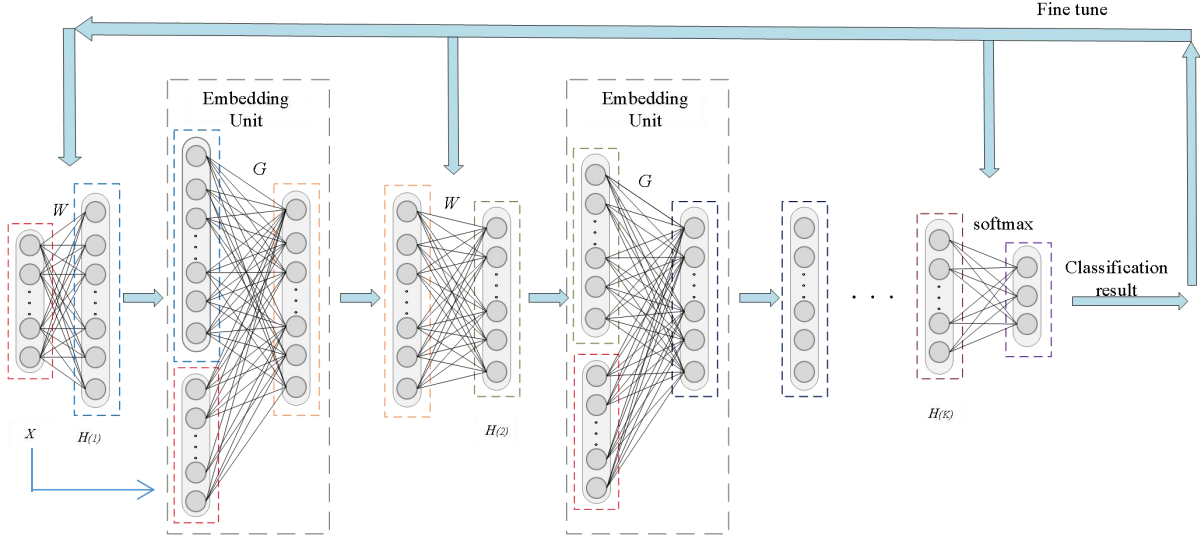 Fine tune
Embedding
Unit
Embedding
Unit
G
G
W
W
softmax
Classification
result
. . .
X
H(1)
H(2)
H(K)